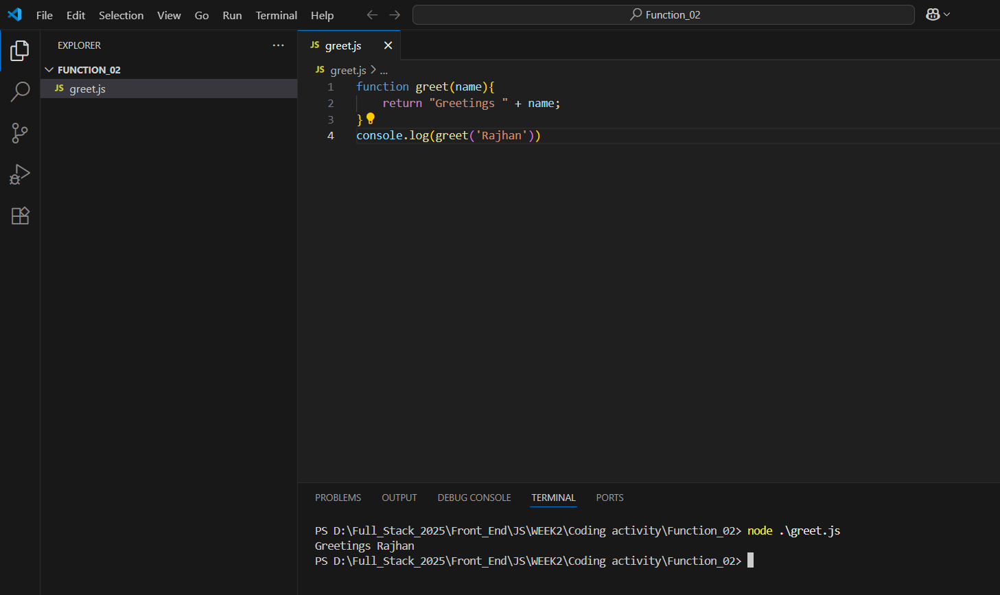 File Edit Selection View Go Run Terminal Help
Function_02
EXPLORER
FUNCTION_02
JS greet.js
JS greet.js
JS greet.js > ...
1 function greet(name){
2     return "Greetings " + name;
3 }
4 console.log(greet('Rajhan'))
PROBLEMS OUTPUT DEBUG CONSOLE TERMINAL PORTS
PS D:\Full_Stack_2025\Front_End\JS\WEEK2\Coding activity\Function_02> node .\greet.js
Greetings Rajhan
PS D:\Full_Stack_2025\Front_End\JS\WEEK2\Coding activity\Function_02>